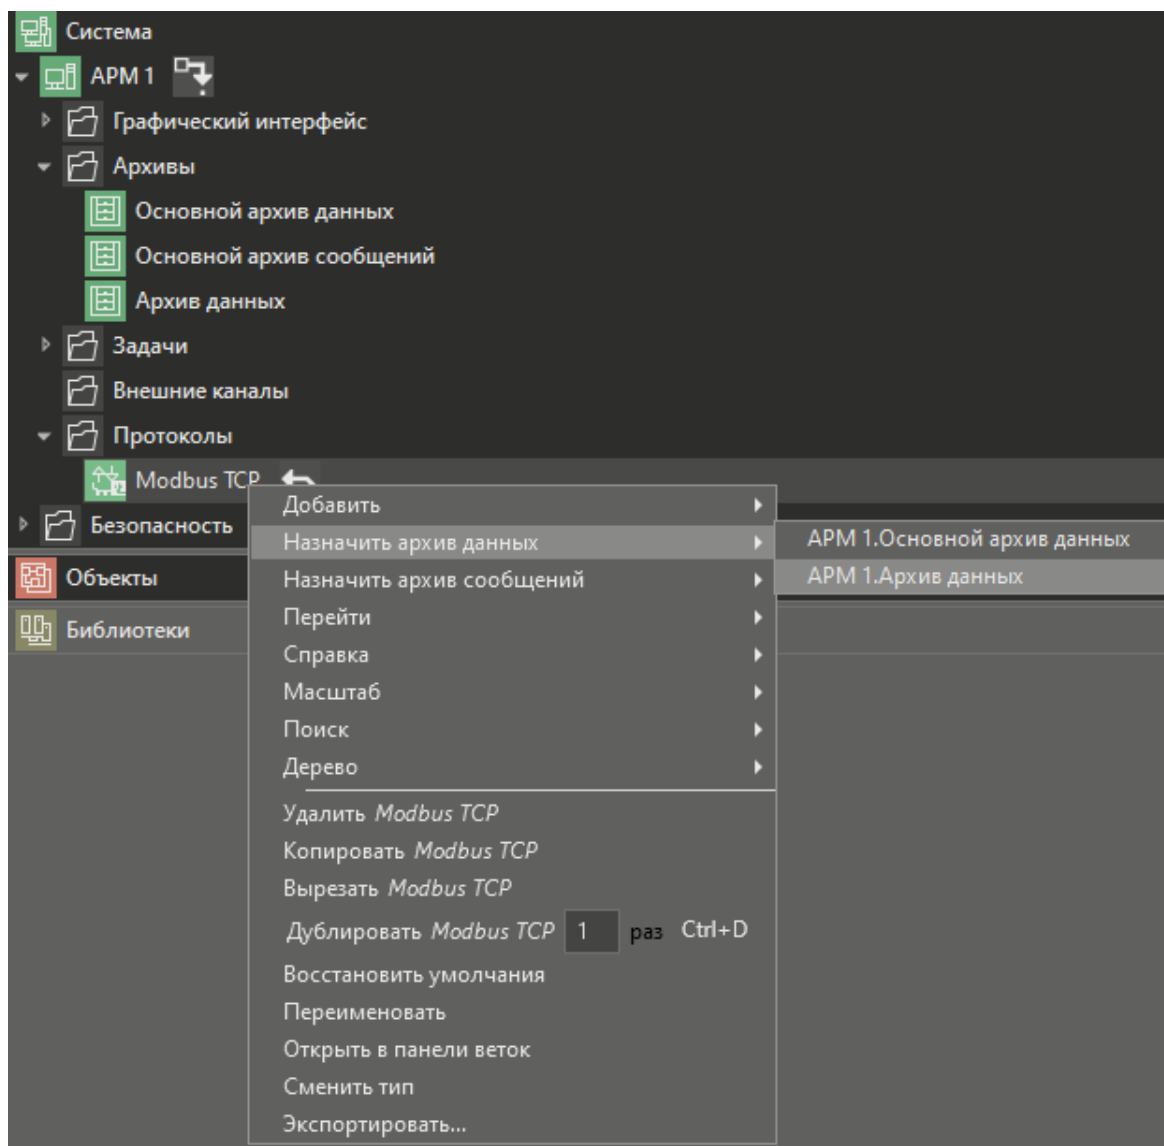 Система
АРМ 1
Графический интерфейс
Архивы
Основной архив данных
Основной архив сообщений
Архив данных
Задачи
Внешние каналы
Протоколы
Modbus TCP
Безопасность
Объекты
Библиотеки
Добавить
Назначить архив данных
Назначить архив сообщений
Перейти
Справка
Масштаб
Поиск
Дерево
Удалить Modbus TCP
Копировать Modbus TCP
Вырезать Modbus TCP
Дублировать Modbus TCP 1 раз Ctrl+D
Восстановить умолчания
Переименовать
Открыть в панели веток
Сменить тип
Экспортировать...
АРМ 1.Основной архив данных
АРМ 1.Архив данных